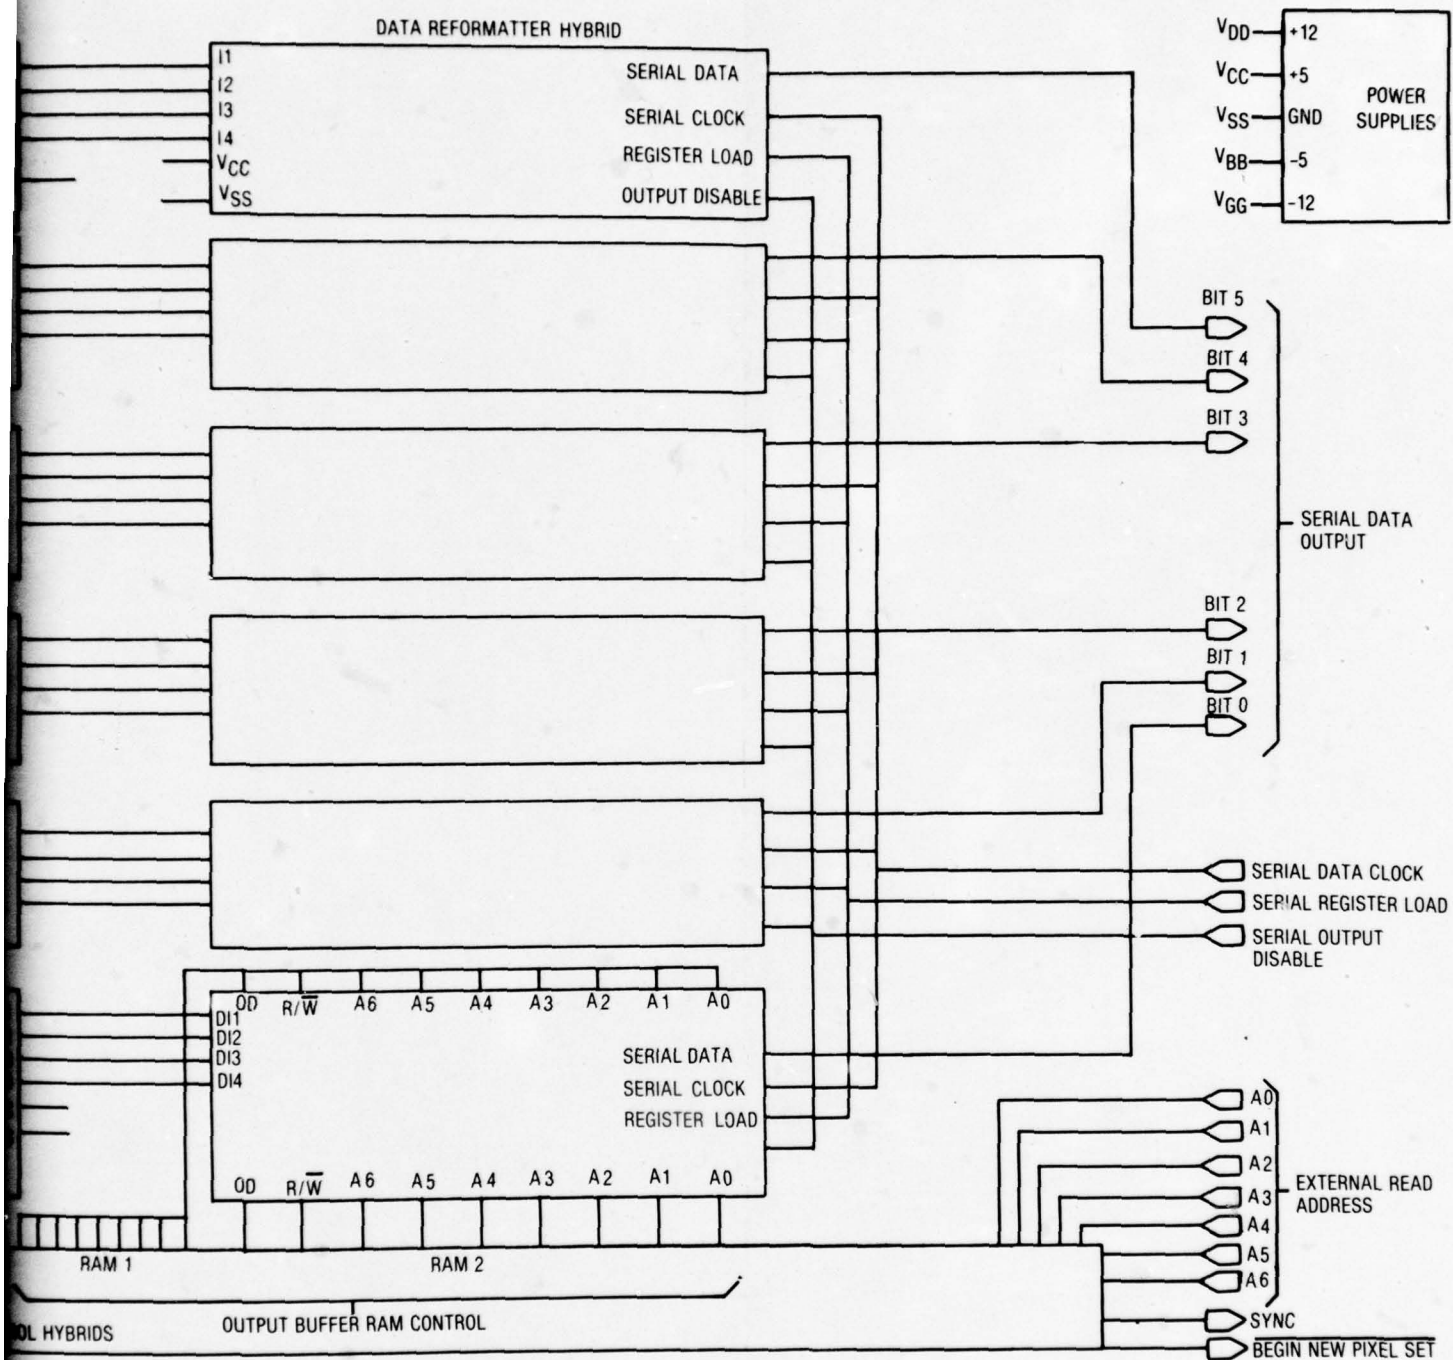 DATA REFORMATTER HYBRID
I1
I2
I3
I4
VCC
VSS
SERIAL DATA
SERIAL CLOCK
REGISTER LOAD
OUTPUT DISABLE
VDD +12
VCC +5
VSS GND
VBB -5
VGG -12
POWER
SUPPLIES
BIT 5
BIT 4
BIT 3
BIT 2
BIT 1
BIT 0
SERIAL DATA
OUTPUT
SERIAL DATA CLOCK
SERIAL REGISTER LOAD
SERIAL OUTPUT
DISABLE
OD R/W̅ A6 A5 A4 A3 A2 A1 A0
DI1
DI2
DI3
DI4
SERIAL DATA
SERIAL CLOCK
REGISTER LOAD
OD R/W̅ A6 A5 A4 A3 A2 A1 A0
A0
A1
A2
A3
A4
A5
A6
EXTERNAL READ
ADDRESS
RAM 1
RAM 2
OUTPUT BUFFER RAM CONTROL
HYBRIDS
SYNC
BEGIN NEW PIXEL SET